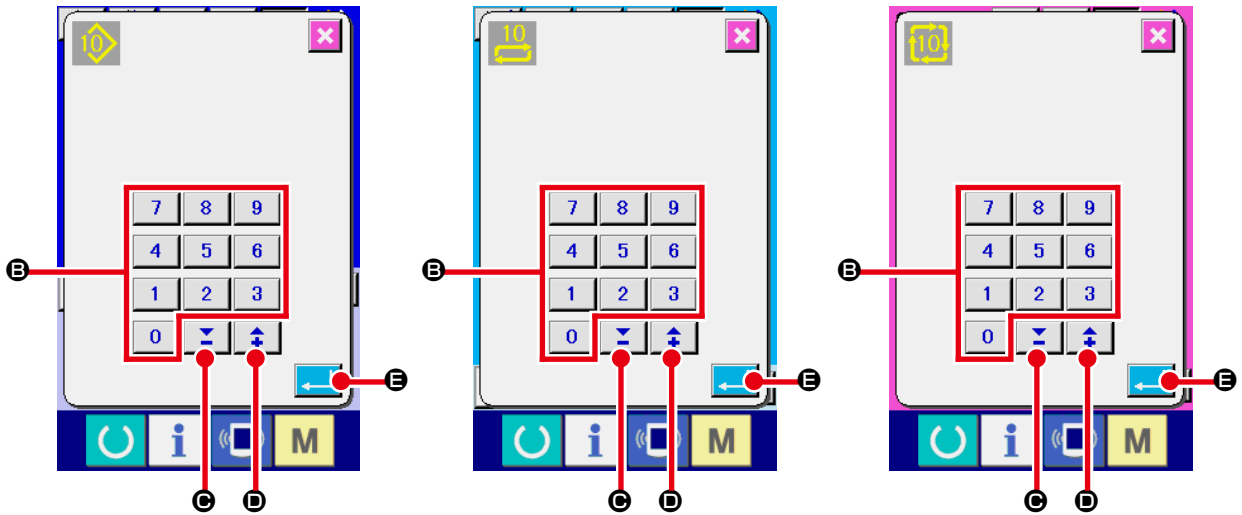 10 × 10 × 10 ×
7 8 9 7 8 9 7 8 9
4 5 6 4 5 6 4 5 6
B B B
1 2 3 1 2 3 1 2 3
0 − + 0 − + 0 − +
E E E
i M i M i M
C D C D C D